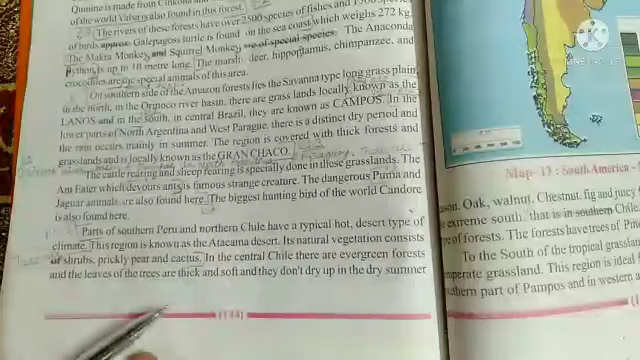 Quinine is made from Cinkona and
of the world Valsa is also found in this forest.
The rivers of these forests have over 2500 species of fishes and 1500 species
of birds approx. Galepagoss turtle is found on the sea coast which weighs 272 kg.
The Makra Monkey and Squirrel Monkey are of special species. The Anaconda
Python is up to 10 metre long. The marsh deer, hippoptamus, chimpanzee, and
crocodiles are the special animals of this area.
On southern side of the Amazon forests lies the Savanna type long grass plain,
in the north, in the Orinoco river basin, there are grass lands locally known as the
LANOS and in the south, in central Brazil, they are known as CAMPOS. In the
lower parts of North Argentina and West Parague, there is a distinct dry period and
the rain occurs mainly in summer. The region is covered with thick forests and
grasslands and is locally known as the GRAN CHACO.
The cattle rearing and sheep rearing is specially done in these grasslands. The
Ant Eater which devoures ants is famous strange creature. The dangerous Puma and
Jaguar animals are also found here. The biggest hunting bird of the world Candore
is also found here.
Parts of southern Peru and northern Chile have a typical hot, desert type of
climate. This region is known as the Atacama desert. Its natural vegetation consists
of shrubs, prickly pear and cactus. In the central Chile there are evergreen forests
and the leaves of the trees are thick and soft and they don't dry up in the dry summer
(144)
Map- 13 : South America -
son. Oak, walnut, Chestnut, fig and juicy
extreme south, that is in southern Chile,
e of forests. The forests have trees of Pine
To the South of the tropical grassla
mperate grassland. This region is ideal
thern part of Pampos and in western a